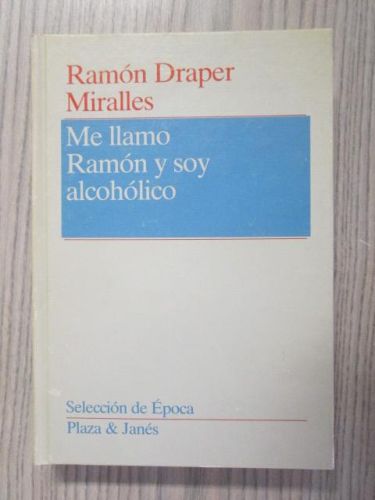 Ramón Draper
Miralles
Me llamo
Ramón y soy
alcohólico
Selección de Época
Plaza & Janés